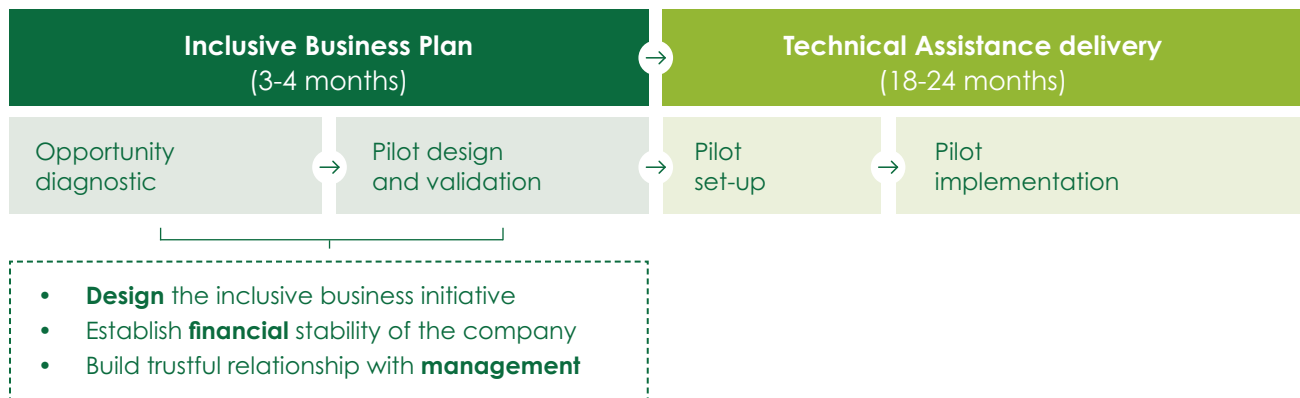 Inclusive Business Plan
(3-4 months)
→
Technical Assistance delivery
(18-24 months)
Opportunity
diagnostic
→
Pilot design
and validation
→
Pilot
set-up
→
Pilot
implementation
• Design the inclusive business initiative
• Establish financial stability of the company
• Build trustful relationship with management